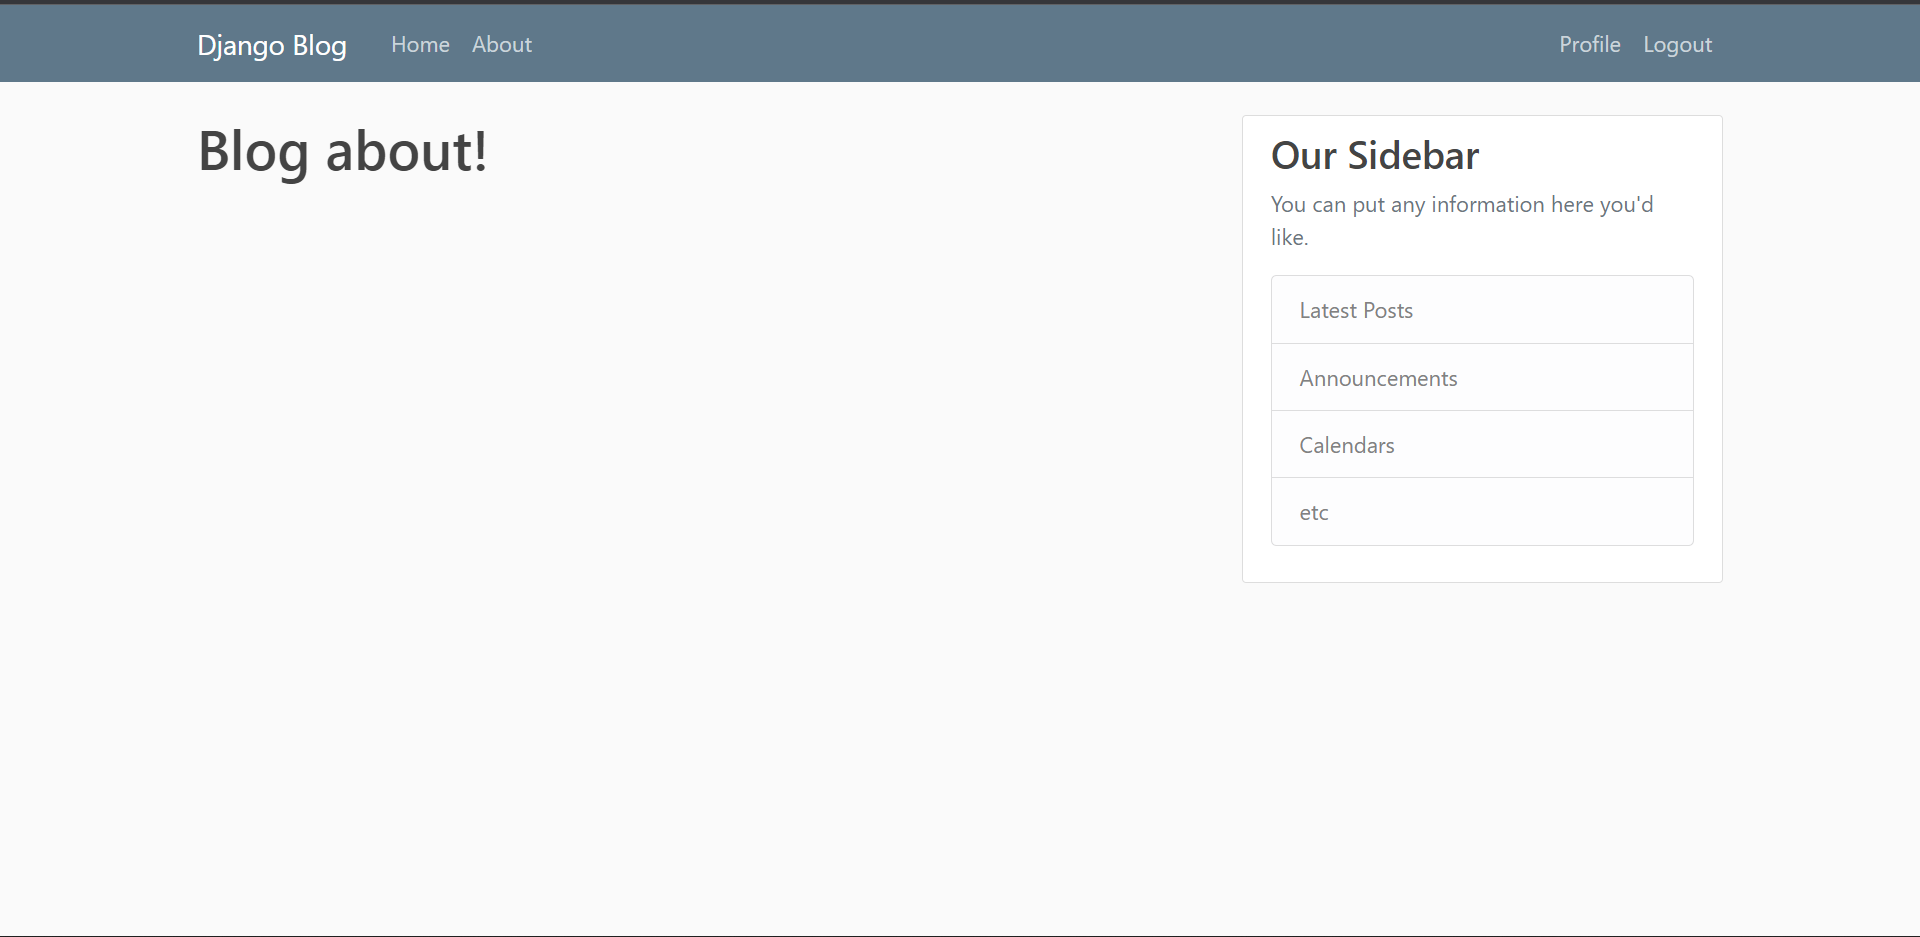 Django Blog Home About Profile Logout
Blog about!
Our Sidebar
You can put any information here you'd
like.
Latest Posts
Announcements
Calendars
etc